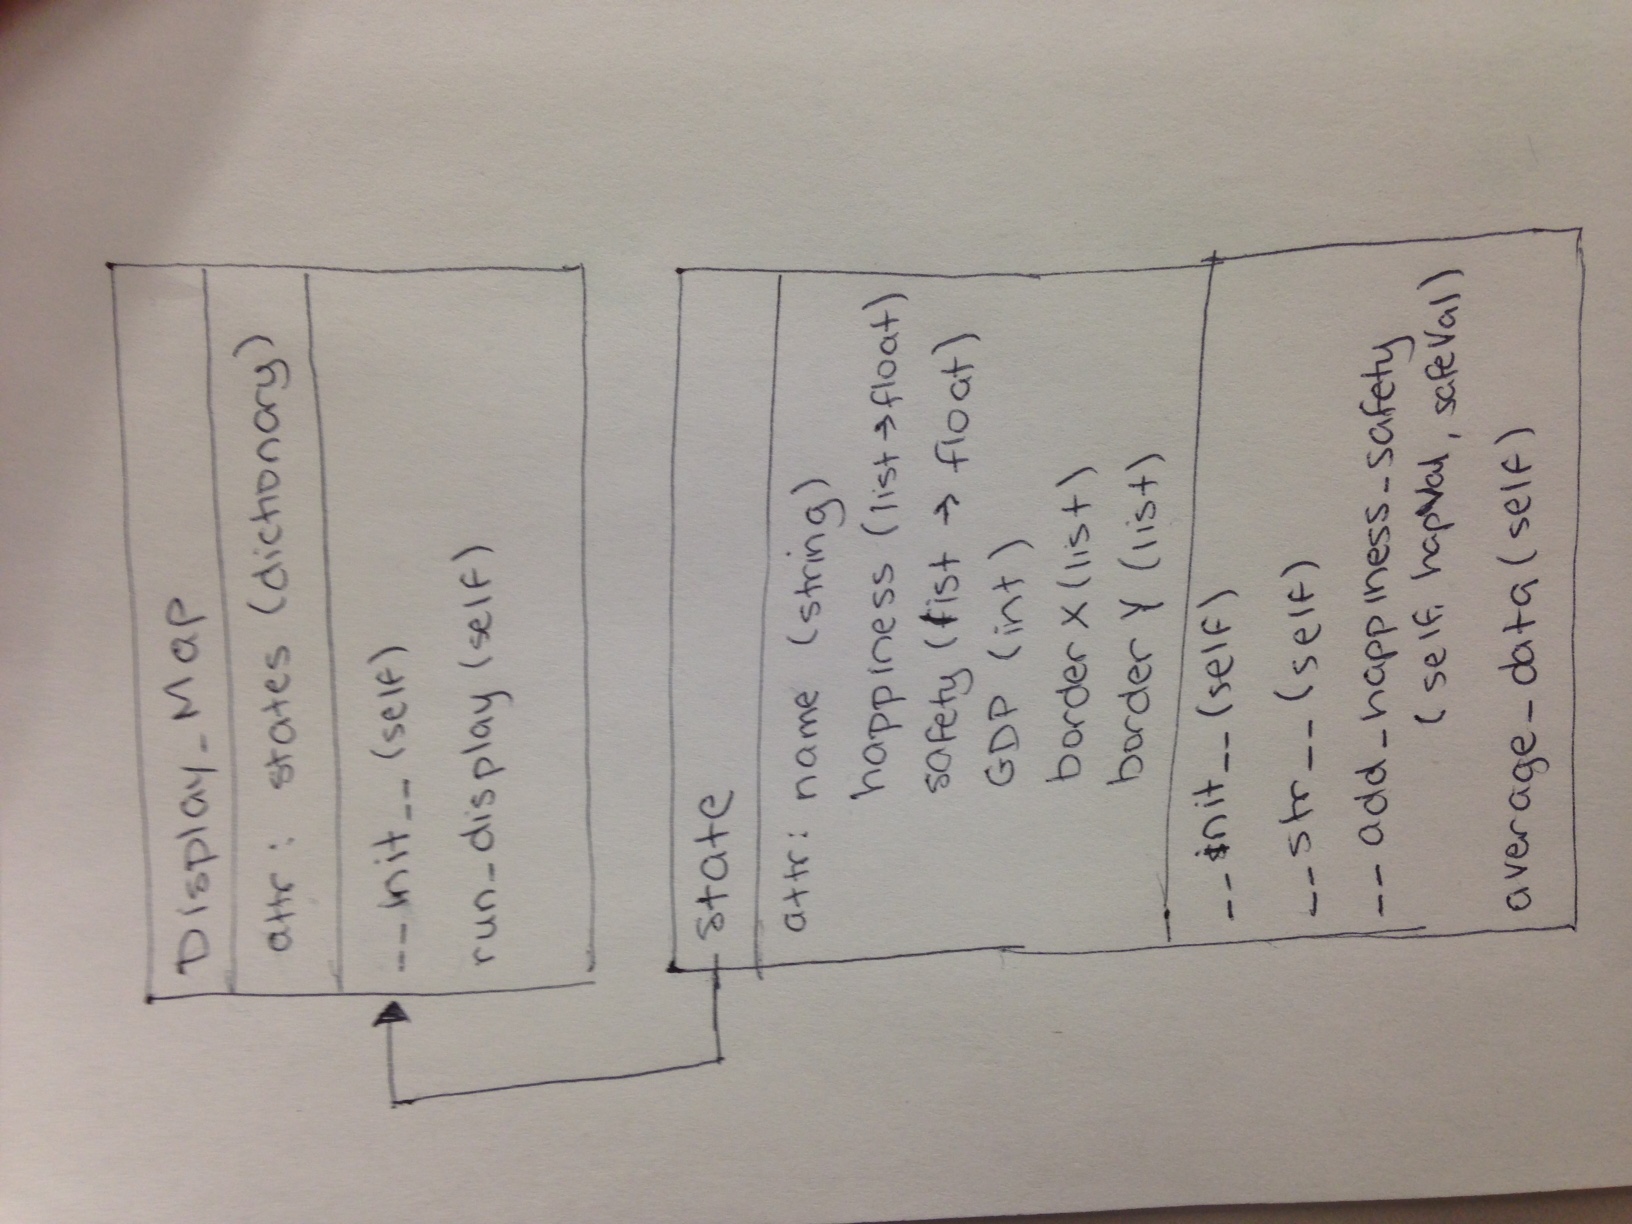 Display_Map
attr: states (dictionary)
__init__(self)
run_display(self)
state
attr: name (string)
happiness (list→float)
safety (list → float)
GDP (int)
border X (list)
border Y (list)
__init__(self)
__str__(self)
__add_happiness_safety
(self, hapVal, safeVal)
average_data(self)